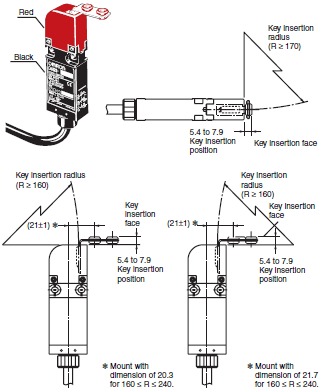 Red
Black
Key insertion
radius
(R ≥ 170)
5.4 to 7.9
Key insertion
position
Key insertion face
Key insertion radius
(R ≥ 160)
(21±1) *
Key
insertion
face
5.4 to 7.9
Key insertion
position
* Mount with
dimension of 20.3
for 160 ≤ R ≤ 240.
Key insertion
radius
(R ≥ 160)
(21±1) *
Key insertion
face
5.4 to 7.9
Key insertion
position
* Mount with
dimension of 21.7
for 160 ≤ R ≤ 240.